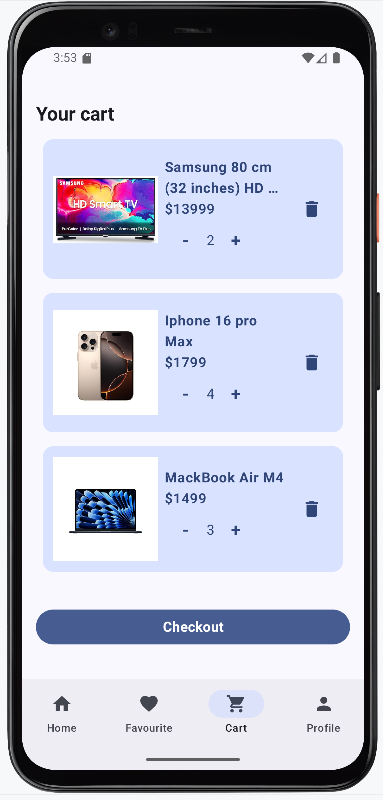 3:53
Your cart
SAMSUNG
HD Smart TV
Samsung 80 cm
(32 inches) HD ...
$13999
- 2 +
Iphone 16 pro
Max
$1799
- 4 +
MackBook Air M4
$1499
- 3 +
Checkout
Home Favourite Cart Profile